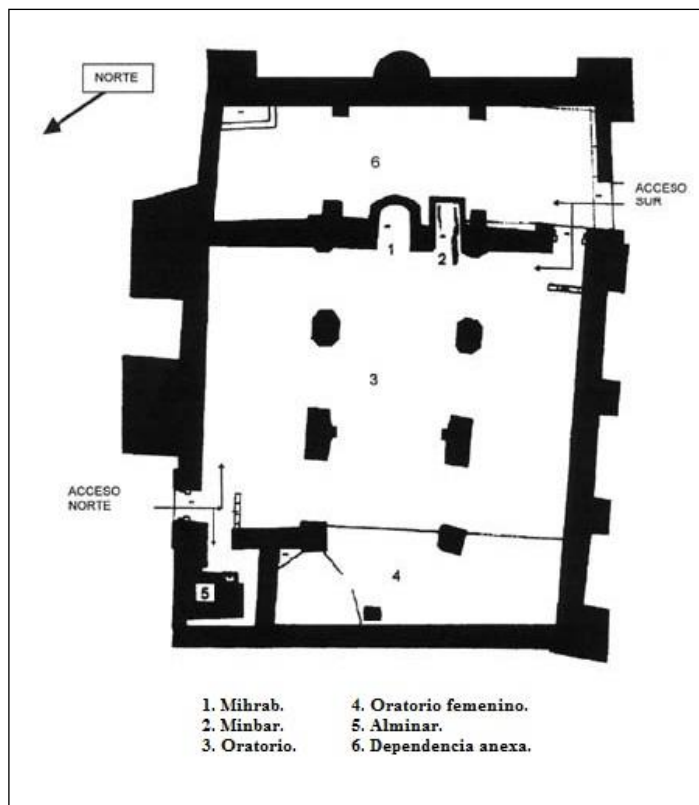 NORTE
6
ACCESO
SUR
1
2
3
ACCESO
NORTE
4
5
1. Mihrab.
2. Minbar.
3. Oratorio.
4. Oratorio femenino.
5. Alminar.
6. Dependencia anexa.